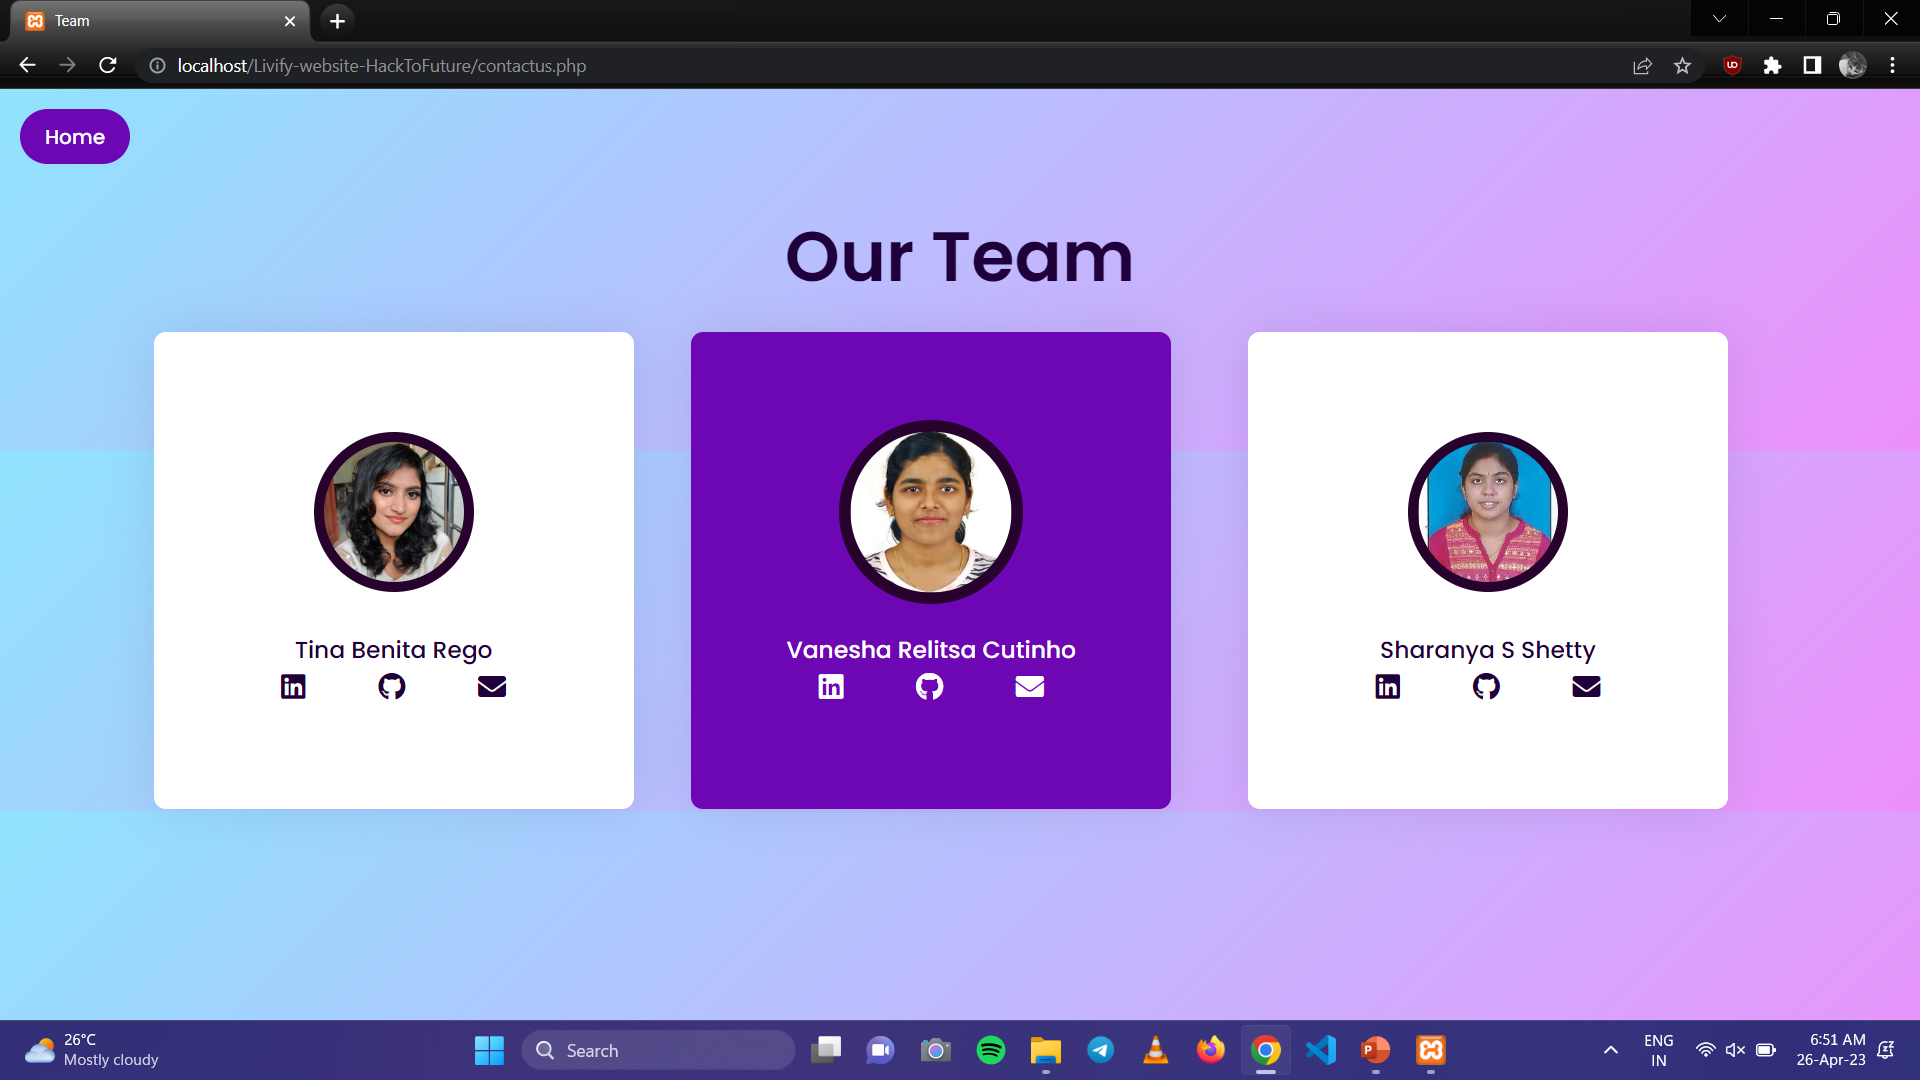 Team
localhost/Livify-website-HackToFuture/contactus.php
Home
Our Team
Tina Benita Rego
Vanesha Relitsa Cutinho
Sharanya S Shetty
26°C
Mostly cloudy
Search
ENG
IN
6:51 AM
26-Apr-23